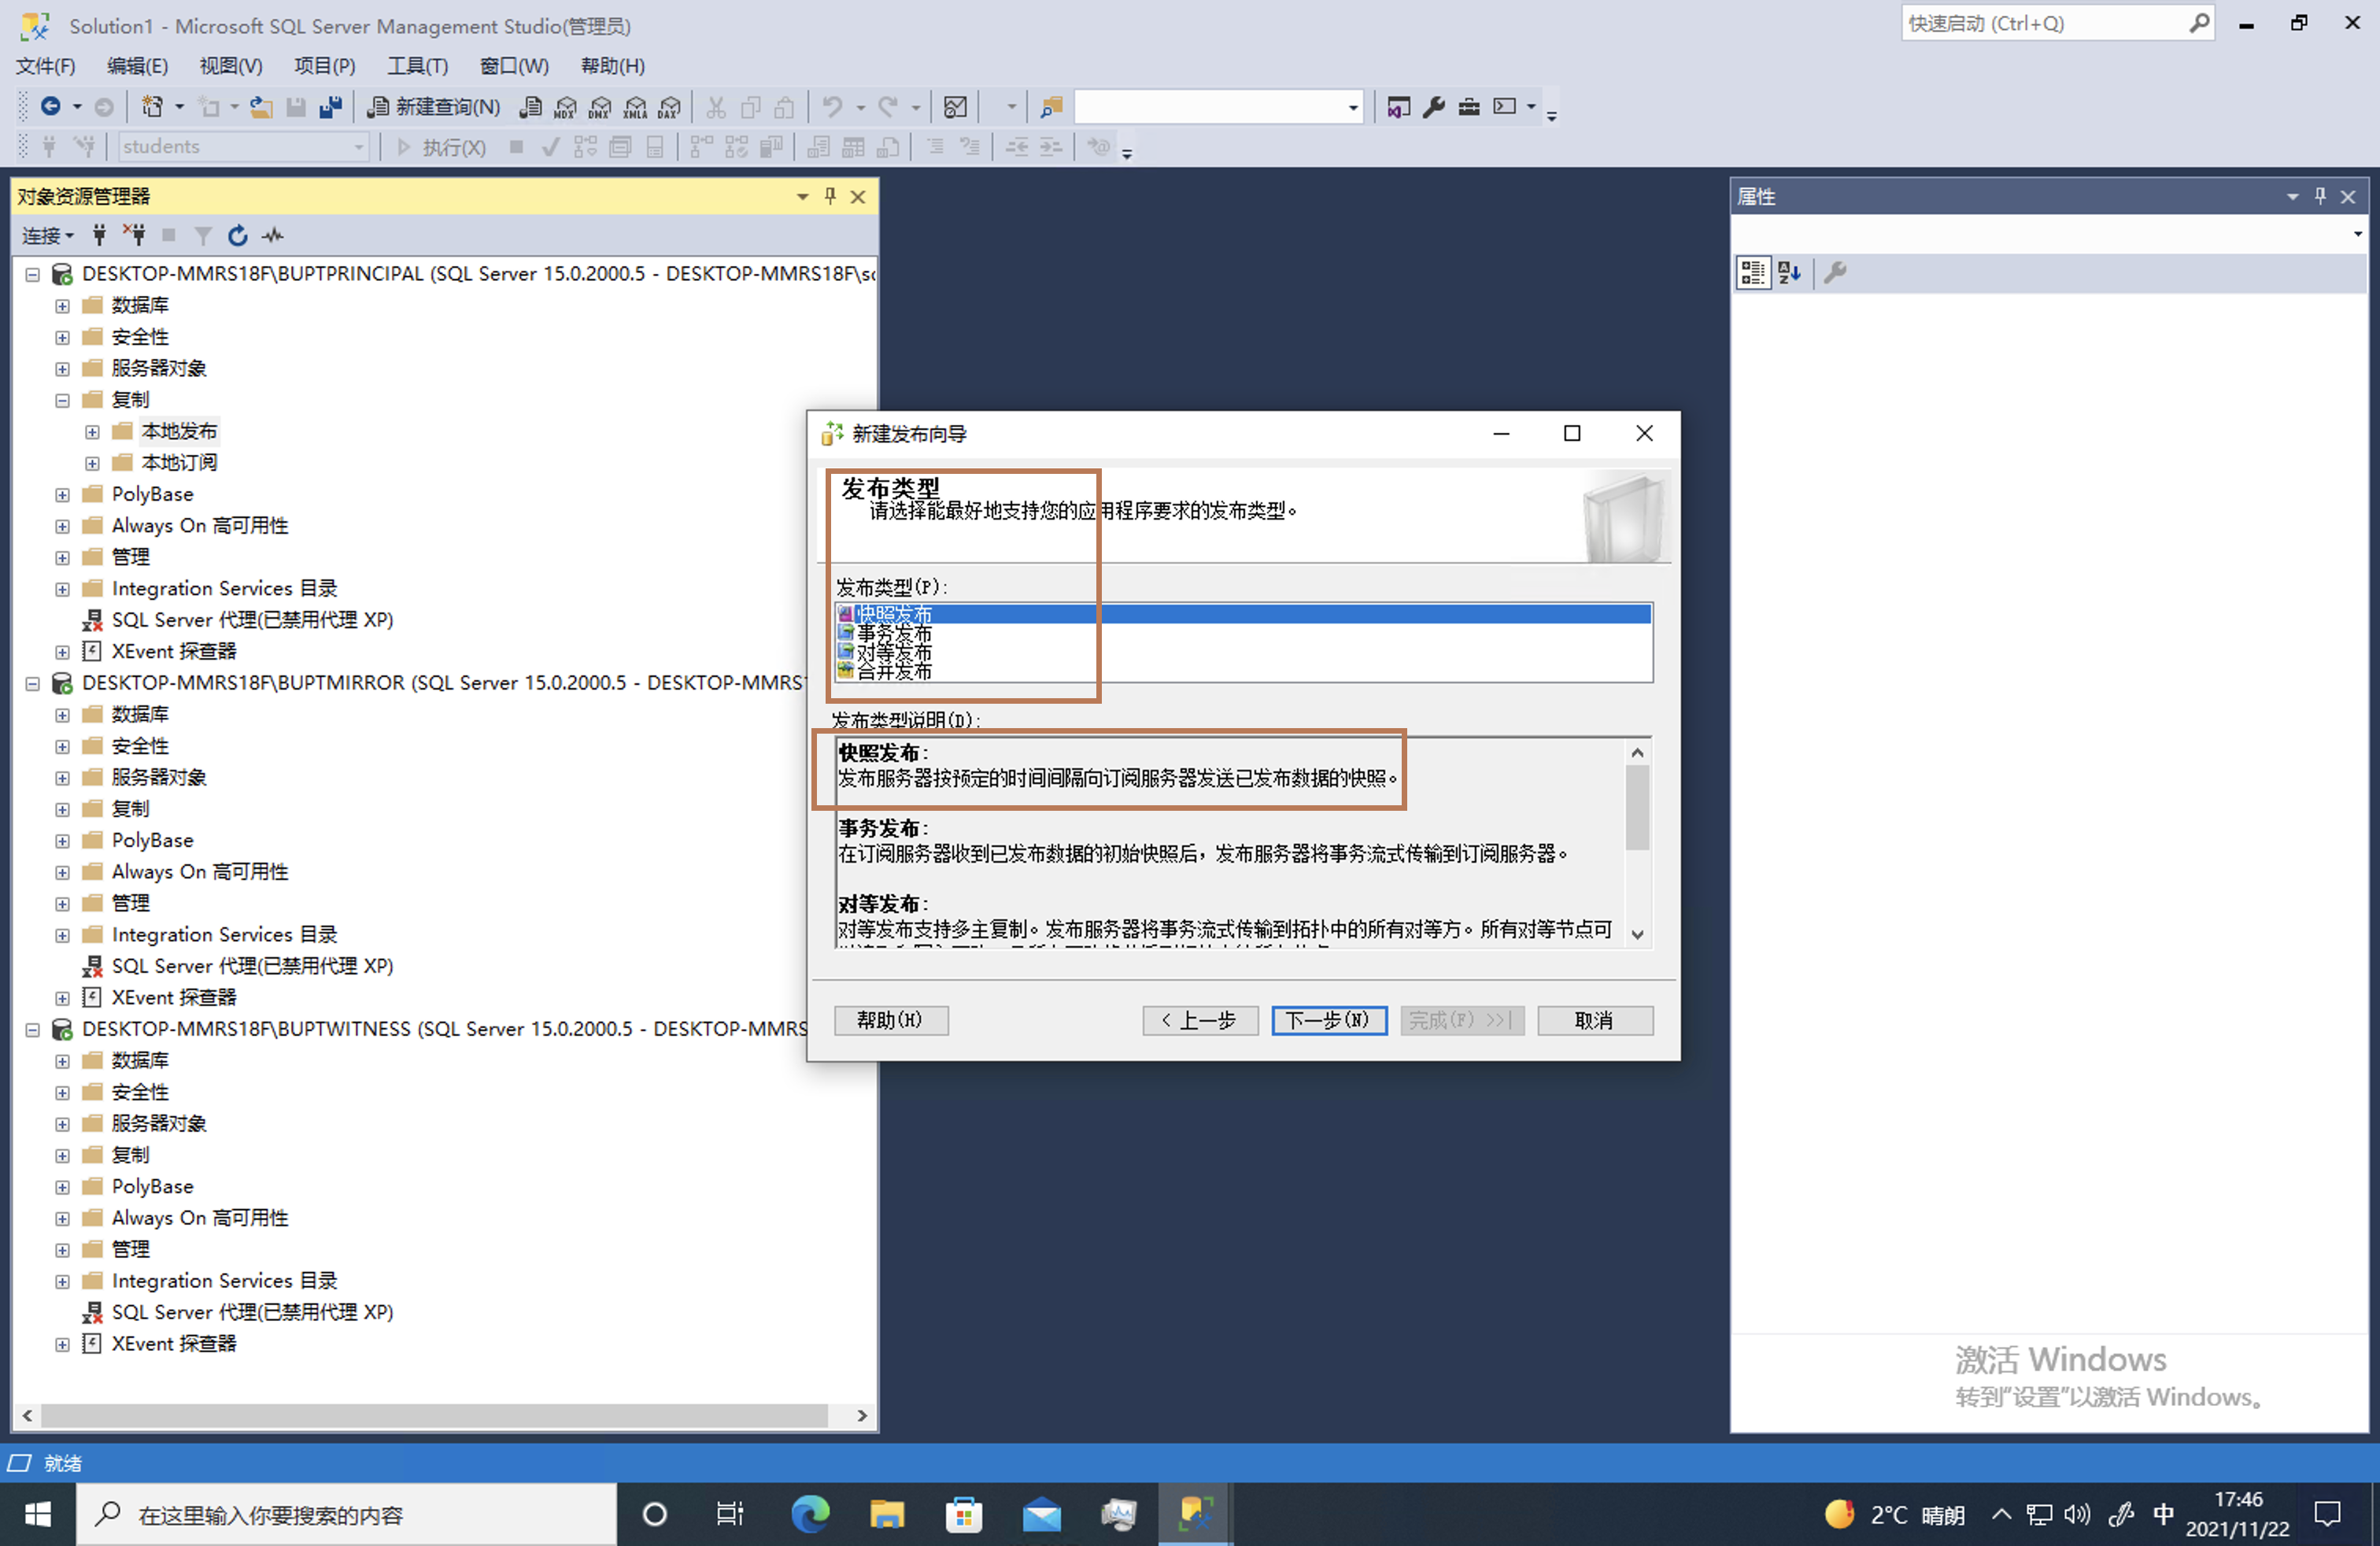 Solution1 - Microsoft SQL Server Management Studio(管理员)
快速启动 (Ctrl+Q)
文件(F) 编辑(E) 视图(V) 项目(P) 工具(T) 窗口(W) 帮助(H)
新建查询(N) MDX DMX XMLA DAX
students 执行(X)
对象资源管理器
连接
DESKTOP-MMRS18F\BUPTPRINCIPAL (SQL Server 15.0.2000.5 - DESKTOP-MMRS18F\sc
数据库
安全性
服务器对象
复制
本地发布
本地订阅
PolyBase
Always On 高可用性
管理
Integration Services 目录
SQL Server 代理(已禁用代理 XP)
XEvent 探查器
DESKTOP-MMRS18F\BUPTMIRROR (SQL Server 15.0.2000.5 - DESKTOP-MMRS
数据库
安全性
服务器对象
复制
PolyBase
Always On 高可用性
管理
Integration Services 目录
SQL Server 代理(已禁用代理 XP)
XEvent 探查器
DESKTOP-MMRS18F\BUPTWITNESS (SQL Server 15.0.2000.5 - DESKTOP-MMRS
数据库
安全性
服务器对象
复制
PolyBase
Always On 高可用性
管理
Integration Services 目录
SQL Server 代理(已禁用代理 XP)
XEvent 探查器
新建发布向导
发布类型
请选择能最好地支持您的应用程序要求的发布类型。
发布类型(P):
快照发布
事务发布
对等发布
合并发布
发布类型说明(D):
快照发布:
发布服务器按预定的时间间隔向订阅服务器发送已发布数据的快照。
事务发布:
在订阅服务器收到已发布数据的初始快照后，发布服务器将事务流式传输到订阅服务器。
对等发布:
对等发布支持多主复制。发布服务器将事务流式传输到拓扑中的所有对等方。所有对等节点可
帮助(H) < 上一步 下一步(N) 完成(F) >>| 取消
属性
激活 Windows
转到“设置”以激活 Windows。
就绪
在这里输入你要搜索的内容
2°C 晴朗 中
17:46
2021/11/22